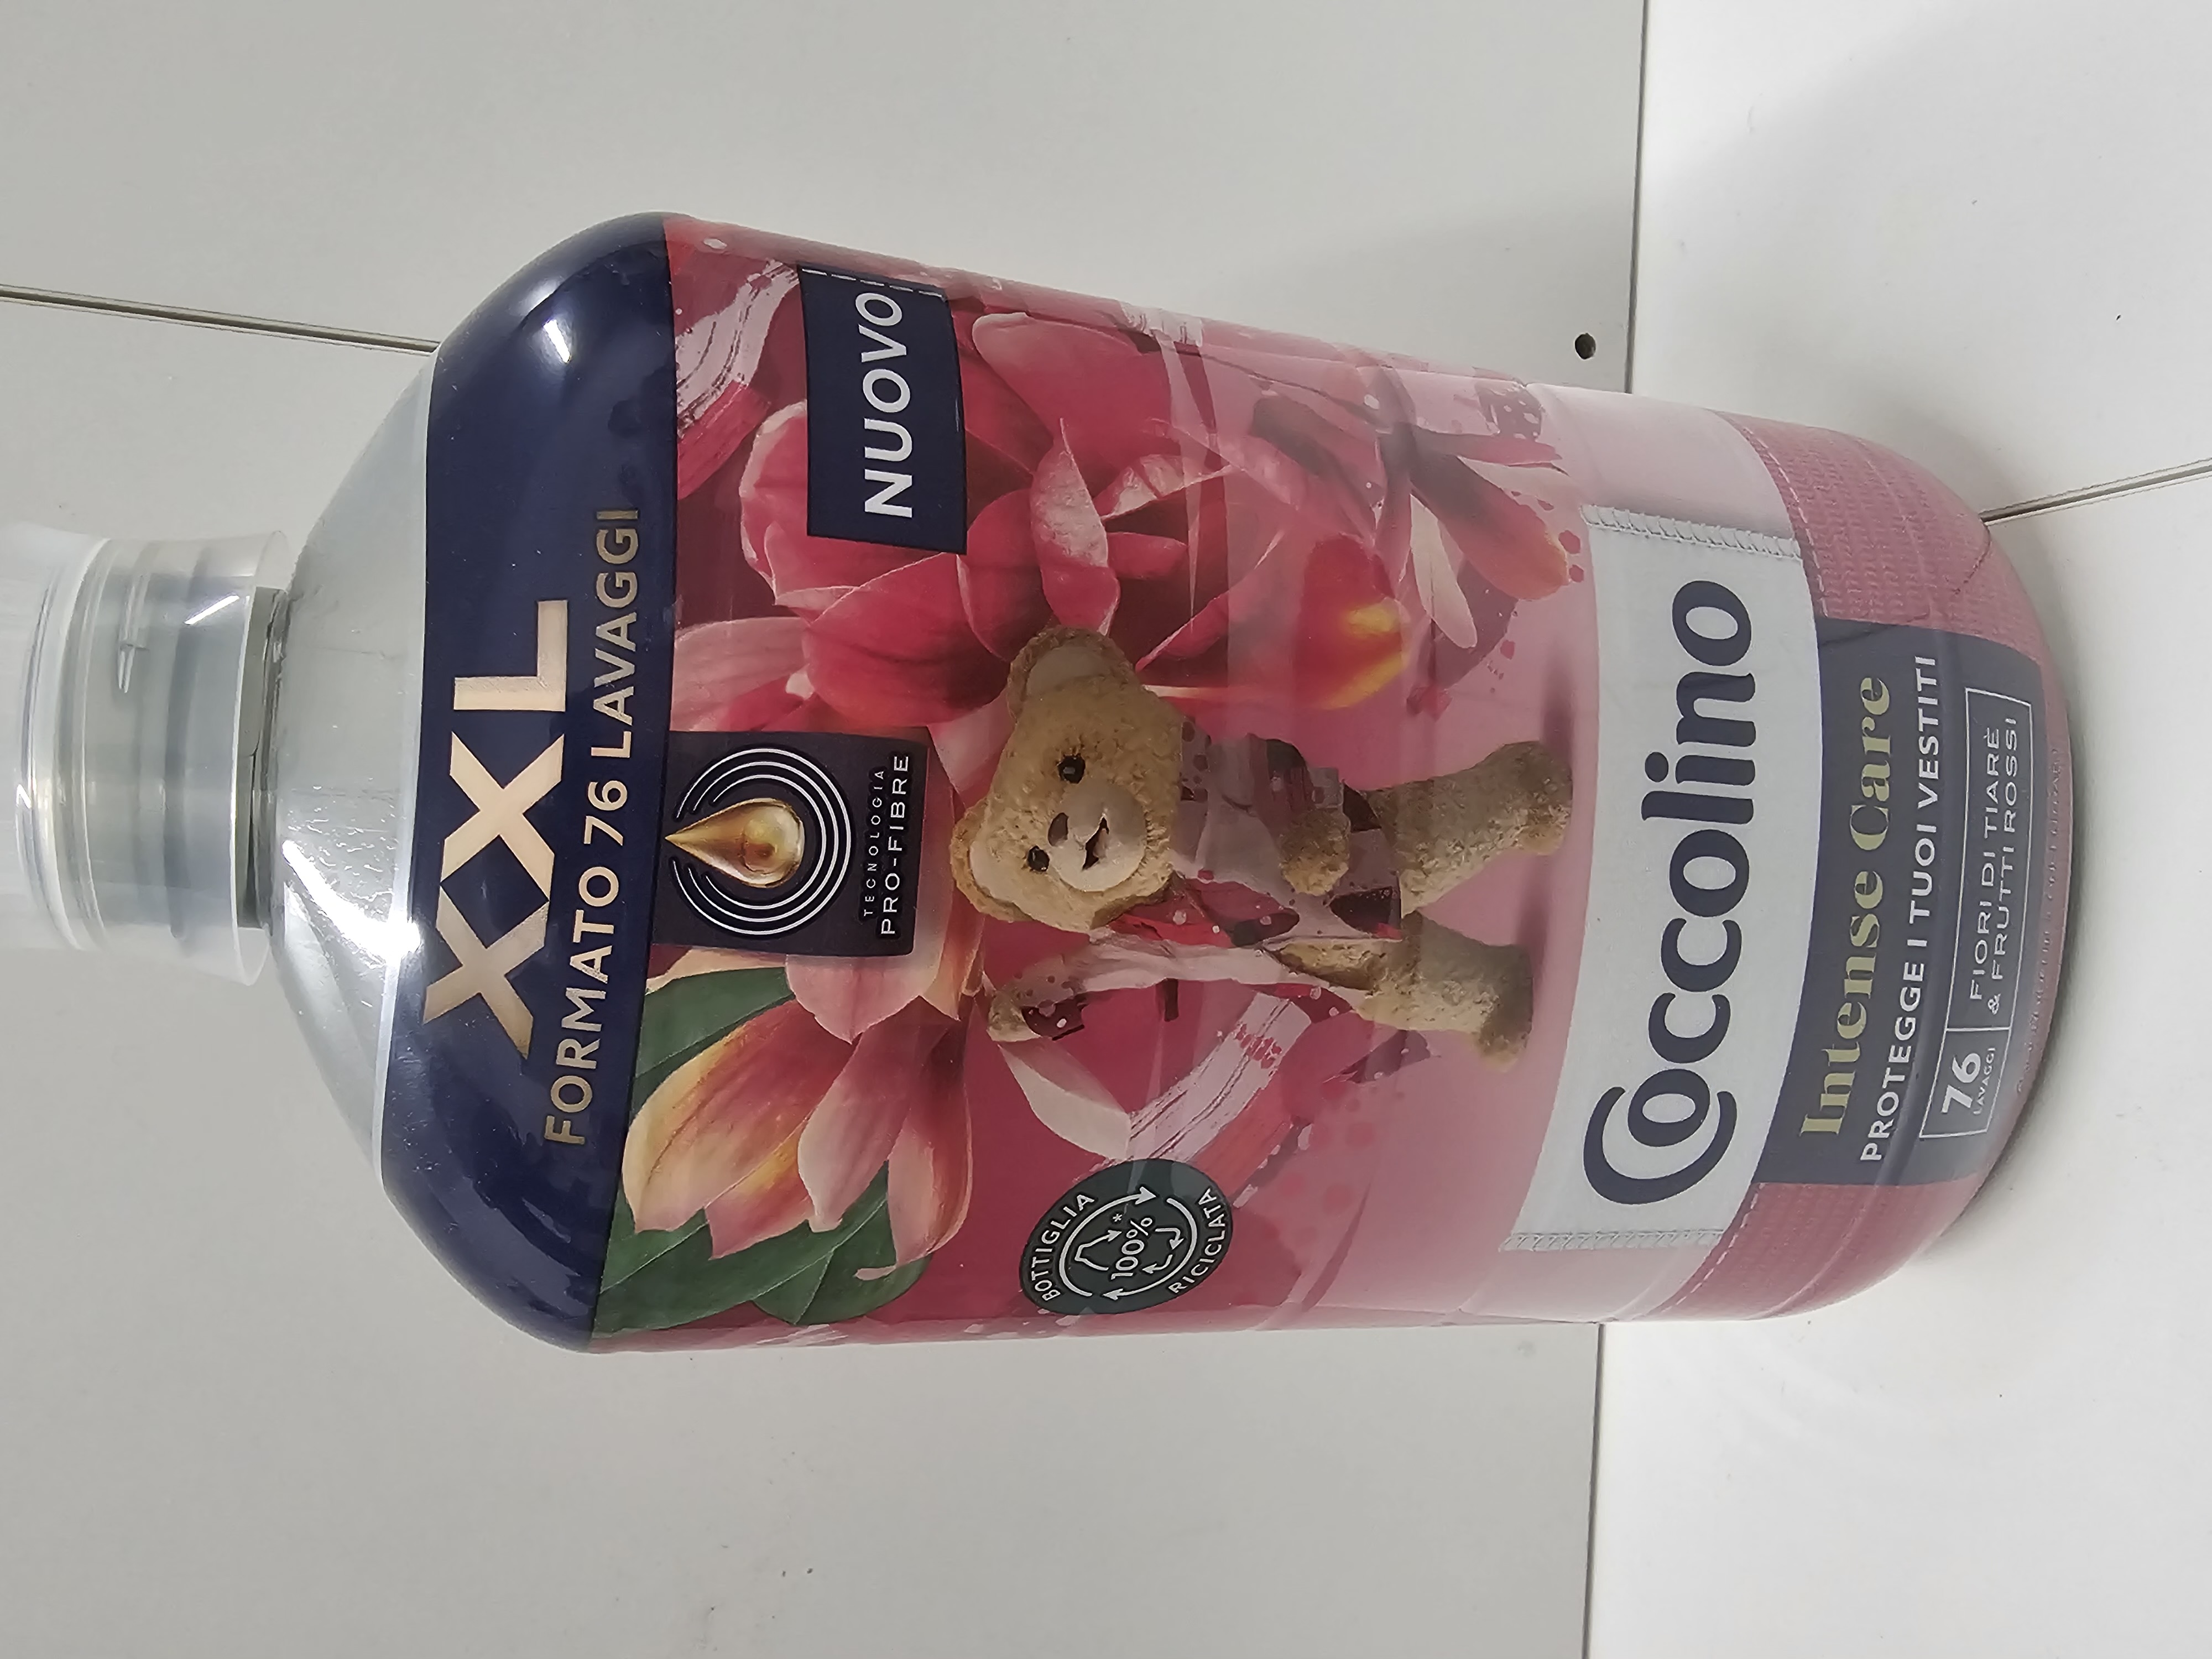 XXL
FORMATO 76 LAVAGGI
TECNOLOGIA
PRO-FIBRE
NUOVO
BOTTIGLIA
100%*
RICICLATA
Coccolino
Intense Care
PROTEGGE I TUOI VESTITI
76
LAVAGGI
FIORI DI TIARÈ
& FRUTTI ROSSI